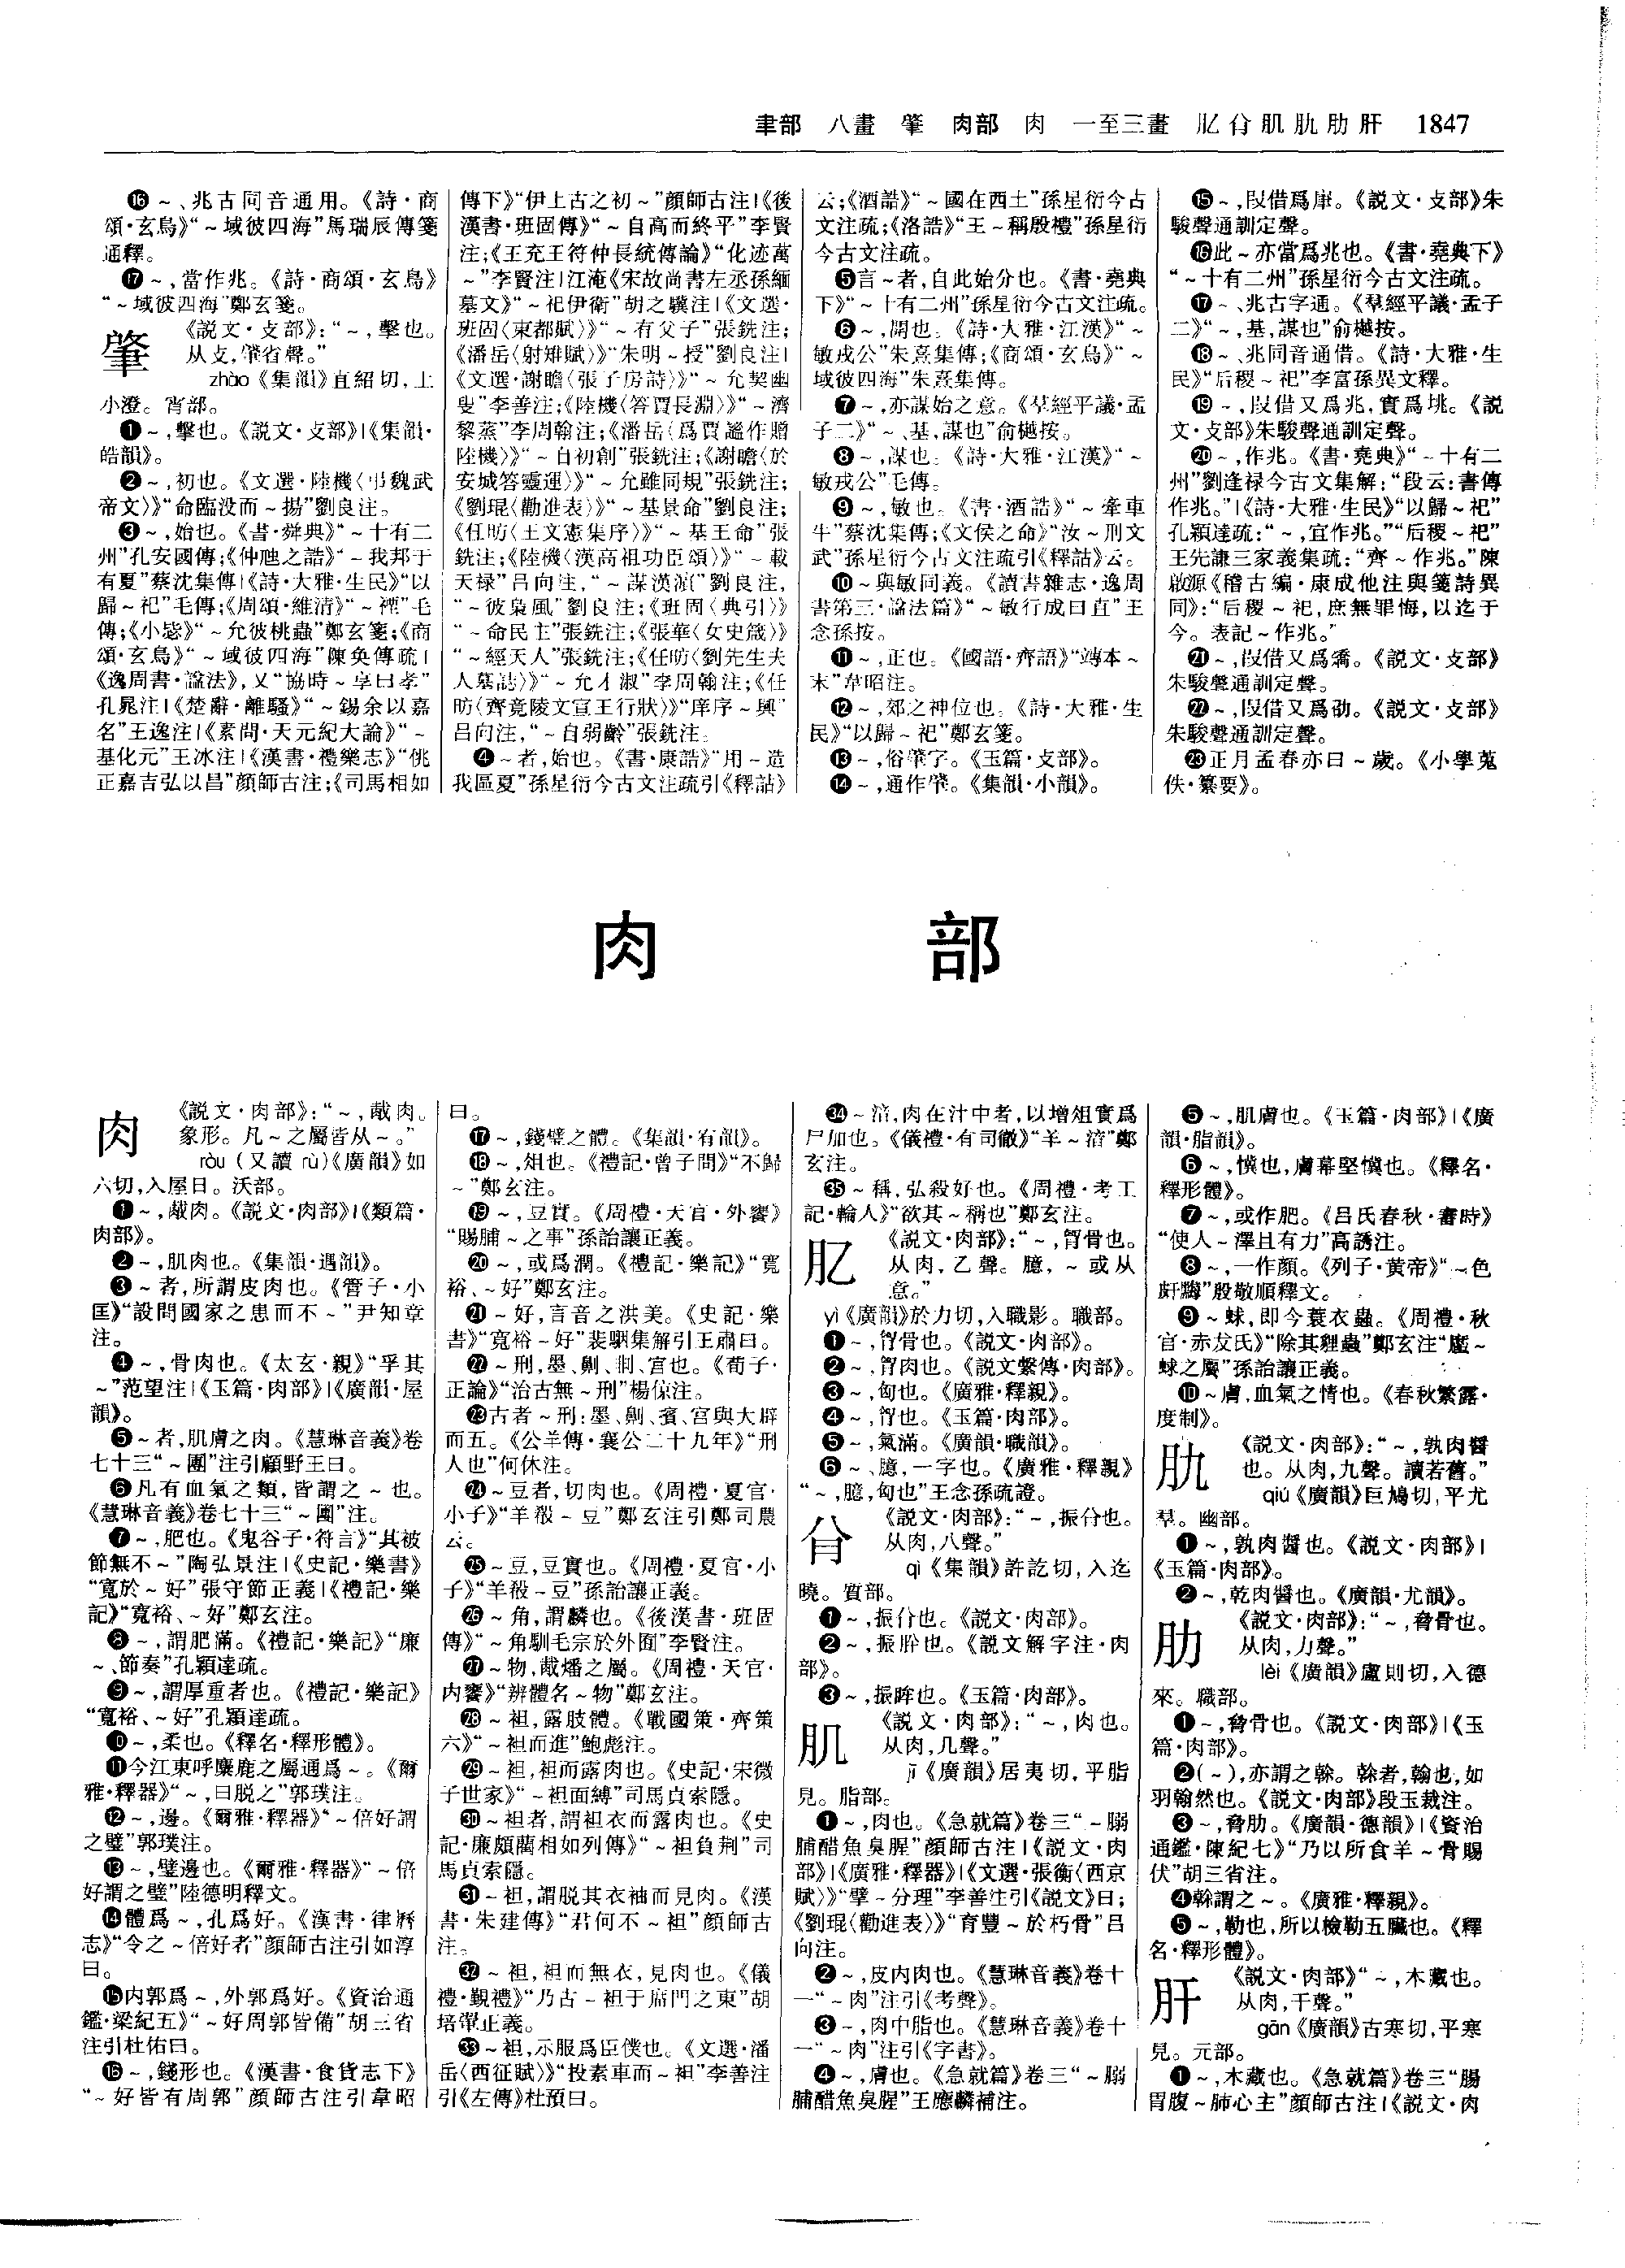 聿部　八畫　肇　肉部　肉　一至三畫　肊肸肌肍肋肝　1847
⓰～、兆古同音通用。《詩·商
頌·玄鳥》“～域彼四海”馬瑞辰傳箋
通釋。
⓱～,當作兆。《詩·商頌·玄鳥》
“～域彼四海”鄭玄箋。
肇
《説文·支部》：“～,擊也。
从攴,肈省聲。”
zhào《集韻》直紹切,上
小澄。宵部。
❶～,擊也。《説文·攴部》|《集韻·
皓韻》。
❷～,初也。《文選·陸機〈弔魏武
帝文〉》“命臨没而～揚”劉良注。
❸～,始也。《書·舜典》“～十有二
州”孔安國傳;《仲虺之誥》“～我邦于
有夏”蔡沈集傳|《詩·大雅·生民》“以
歸～祀”毛傳;《周頌·維清》“～禋”毛
傳;《小毖》“～允彼桃蟲”鄭玄箋;《商
頌·玄鳥》“～域彼四海”陳奂傳疏|
《逸周書·諡法》,又“協時～享曰孝”
孔晁注|《楚辭·離騷》“～錫余以嘉
名”王逸注|《素問·天元紀大論》“～
基化元”王冰注|《漢書·禮樂志》“佻
正嘉吉弘以昌”顔師古注;《司馬相如
傳下》“伊上古之初～”顔師古注|《後
漢書·班固傳》“～自高而終平”李賢
注;《王充王符仲長統傳論》“化迹萬
～”李賢注|江淹《宋故尚書左丞孫緬
墓文》“～祀伊衛”胡之驥注|《文選·
班固〈東都賦〉》“～有父子”張銑注;
《潘岳〈射雉賦〉》“朱明～授”劉良注|
《文選·謝瞻〈張子房詩〉》“～允契幽
叟”李善注;《陸機〈答賈長淵〉》“～濟
黎蒸”李周翰注;《潘岳〈爲賈謐作贈
陸機〉》“～自初創”張銑注;《謝瞻〈於
安城答靈運〉》“～允雖同規”張銑注;
《劉琨〈勸進表〉》“～基景命”劉良注;
《任昉〈王文憲集序〉》“～基王命”張
銑注;《陸機〈漢高祖功臣頌〉》“～載
天禄”吕向注,“～謀漢濱”劉良注,
“～彼梟風”劉良注;《班固〈典引〉》
“～命民主”張銑注;《張華〈女史箴〉》
“～經天人”張銑注;《任昉〈劉先生夫
人墓誌〉》“～允才淑”李周翰注;《任
昉〈齊竟陵文宣王行狀〉》“庠序～興”
吕向注,“～自弱齡”張銑注。
❹～者,始也。《書·康誥》“用～造
我區夏”孫星衍今古文注疏引《釋詁》
云;《酒誥》“～國在西土”孫星衍今古
文注疏;《洛誥》“王～稱殷禮”孫星衍
今古文注疏。
❺言～者,自此始分也。《書·堯典
下》“～十有二州”孫星衍今古文注疏。
❻～,開也。《詩·大雅·江漢》“～
敏戎公”朱熹集傳;《商頌·玄鳥》“～
域彼四海”朱熹集傳。
❼～,亦謀始之意。《羣經平議·孟
子二》“～、基,謀也”俞樾按。
❽～,謀也。《詩·大雅·江漢》“～
敏戎公”毛傳。
❾～,敏也。《書·酒誥》“～牽車
牛”蔡沈集傳;《文侯之命》“汝～刑文
武”孫星衍今古文注疏引《釋詁》云。
❿～與敏同義。《讀書雜志·逸周
書第三·諡法篇》“～敏行成曰直”王
念孫按。
⓫～,正也。《國語·齊語》“竱本～
末”韋昭注。
⓬～,郊之神位也。《詩·大雅·生
民》“以歸～祀”鄭玄箋。
⓭～,俗肈字。《玉篇·攴部》。
⓮～,通作肈。《集韻·小韻》。
⓯～,叚借爲肁。《説文·支部》朱
駿聲通訓定聲。
⓰此～亦當爲兆也。《書·堯典下》
“～十有二州”孫星衍今古文注疏。
⓱～、兆古字通。《羣經平議·孟子
二》“～,基,謀也”俞樾按。
⓲～、兆同音通借。《詩·大雅·生
民》“后稷～祀”李富孫異文釋。
⓳～,叚借又爲兆,實爲垗。《説
文·支部》朱駿聲通訓定聲。
⓴～,作兆。《書·堯典》“～十有二
州”劉逢禄今古文集解：“段云：書傳
作兆。”|《詩·大雅·生民》“以歸～祀”
孔穎達疏：“～,宜作兆。”“后稷～祀”
王先謙三家義集疏：“齊～作兆。”陳
啟源《稽古編·康成他注與箋詩異
同》：“后稷～祀,庶無罪悔,以迄于
今。表記～作兆。”
㉑～,叚借又爲矯。《説文·支部》
朱駿聲通訓定聲。
㉒～,叚借又爲劭。《説文·支部》
朱駿聲通訓定聲。
㉓正月孟春亦曰～歲。《小學蒐
佚·纂要》。
肉　部
肉
《説文·肉部》：“～,胾肉。
象形。凡～之屬皆从～。”
ròu（又讀 rù）《廣韻》如
六切,入屋日。沃部。
❶～,胾肉。《説文·肉部》|《類篇·
肉部》。
❷～,肌肉也。《集韻·遇韻》。
❸～者,所謂皮肉也。《管子·小
匡》“設問國家之患而不～”尹知章
注。
❹～,骨肉也。《太玄·親》“孚其
～”范望注|《玉篇·肉部》|《廣韻·屋
韻》。
❺～者,肌膚之肉。《慧琳音義》卷
七十三“～團”注引顧野王曰。
❻凡有血氣之類,皆謂之～也。
《慧琳音義》卷七十三“～團”注。
❼～,肥也。《鬼谷子·符言》“其被
節無不～”陶弘景注|《史記·樂書》
“寬於～好”張守節正義|《禮記·樂
記》“寬裕、～好”鄭玄注。
❽～,謂肥滿。《禮記·樂記》“廉
～、節奏”孔穎達疏。
❾～,謂厚重者也。《禮記·樂記》
“寬裕、～好”孔穎達疏。
❿～,柔也。《釋名·釋形體》。
⓫今江東呼麋鹿之屬通爲～。《爾
雅·釋器》“～,曰脱之”郭璞注。
⓬～,邊。《爾雅·釋器》“～倍好謂
之璧”郭璞注。
⓭～,璧邊也。《爾雅·釋器》“～倍
好謂之璧”陸德明釋文。
⓮體爲～,孔爲好。《漢書·律厤
志》“令之～倍好者”顔師古注引如淳
曰。
⓯内郭爲～,外郭爲好。《資治通
鑑·梁紀五》“～好周郭皆備”胡三省
注引杜佑曰。
⓰～,錢形也。《漢書·食貨志下》
“～好皆有周郭”顔師古注引韋昭
曰。
⓱～,錢璧之體。《集韻·有韻》。
⓲～,俎也。《禮記·曾子問》“不歸
～”鄭玄注。
⓳～,豆實。《周禮·天官·外饔》
“賜脯～之事”孫詒讓正義。
⓴～,或爲潤。《禮記·樂記》“寬
裕、～好”鄭玄注。
㉑～好,言音之洪美。《史記·樂
書》“寬裕～好”裴駰集解引王肅曰。
㉒～刑,墨、劓、剕、宫也。《荀子·
正論》“治古無～刑”楊倞注。
㉓古者～刑：墨、劓、臏、宫與大辟
而五。《公羊傳·襄公二十九年》“刑
人也”何休注。
㉔～豆者,切肉也。《周禮·夏官·
小子》“羊殽～豆”鄭玄注引鄭司農
云。
㉕～豆,豆實也。《周禮·夏官·小
子》“羊殽～豆”孫詒讓正義。
㉖～角,謂麟也。《後漢書·班固
傳》“～角馴毛宗於外囿”李賢注。
㉗～物,胾燔之屬。《周禮·天官·
内饔》“辨體名～物”鄭玄注。
㉘～袒,露肢體。《戰國策·齊策
六》“～袒而進”鮑彪注。
㉙～袒,袒而露肉也。《史記·宋微
子世家》“～袒面縛”司馬貞索隱。
㉚～袒者,謂袒衣而露肉也。《史
記·廉頗藺相如列傳》“～袒負荆”司
馬貞索隱。
㉛～袒,謂脱其衣袖而見肉。《漢
書·朱建傳》“君何不～袒”顔師古
注。
㉜～袒,袒而無衣,見肉也。《儀
禮·覲禮》“乃右～袒于廟門之東”胡
培翬正義。
㉝～袒,示服爲臣僕也。《文選·潘
岳〈西征賦〉》“投素車而～袒”李善注
引《左傳》杜預曰。
㉞～湆,肉在汁中者,以增俎實爲
尸加也。《儀禮·有司徹》“羊～湆”鄭
玄注。
㉟～稱,弘殺好也。《周禮·考工
記·輪人》“欲其～稱也”鄭玄注。
肊
《説文·肉部》：“～,胷骨也。
从肉,乙聲。臆,～或从
意。”
yì《廣韻》於力切,入職影。職部。
❶～,胷骨也。《説文·肉部》。
❷～,胷肉也。《説文繫傳·肉部》。
❸～,匈也。《廣雅·釋親》。
❹～,胷也。《玉篇·肉部》。
❺～,氣滿。《廣韻·職韻》。
❻～、臆,一字也。《廣雅·釋親》
“～,臆,匈也”王念孫疏證。
㕣
《説文·肉部》：“～,振㕣也。
从肉,八聲。”
qì《集韻》許訖切,入迄
曉。質部。
❶～,振㕣也。《説文·肉部》。
❷～,振肸也。《説文解字注·肉
部》。
❸～,振眸也。《玉篇·肉部》。
肌
《説文·肉部》：“～,肉也。
从肉,几聲。”
jī《廣韻》居夷切,平脂
見。脂部。
❶～,肉也。《急就篇》卷三“～䐑
脯醋魚臭腥”顔師古注|《説文·肉
部》|《廣雅·釋器》|《文選·張衡〈西京
賦〉》“擘～分理”李善注引《説文》曰;
《劉琨〈勸進表〉》“育豐～於朽骨”吕
向注。
❷～,皮内肉也。《慧琳音義》卷十
一“～肉”注引《考聲》。
❸～,肉中脂也。《慧琳音義》卷十
一“～肉”注引《字書》。
❹～,膚也。《急就篇》卷三“～䐑
脯醋魚臭腥”王應麟補注。
❺～,肌膚也。《玉篇·肉部》|《廣
韻·脂韻》。
❻～,懻也,膚幕堅懻也。《釋名·
釋形體》。
❼～,或作肥。《吕氏春秋·審時》
“使人～澤且有力”高誘注。
❽～,一作顔。《列子·黄帝》“～色
皯黣”殷敬順釋文。
❾～蛷,即今蓑衣蟲。《周禮·秋
官·赤犮氏》“除其貍蟲”鄭玄注“䗪～
蛷之屬”孫詒讓正義。
❿～膚,血氣之情也。《春秋繁露·
度制》。
肍
《説文·肉部》：“～,孰肉醬
也。从肉,九聲。讀若舊。”
qiú《廣韻》巨鳩切,平尤
羣。幽部。
❶～,孰肉醬也。《説文·肉部》|
《玉篇·肉部》。
❷～,乾肉醬也。《廣韻·尤韻》。
肋
《説文·肉部》：“～,脅骨也。
从肉,力聲。”
lèi《廣韻》盧則切,入德
來。職部。
❶～,脅骨也。《説文·肉部》|《玉
篇·肉部》。
❷(～),亦謂之榦。榦者,翰也,如
羽翰然也。《説文·肉部》段玉裁注。
❸～,脅肋。《廣韻·德韻》|《資治
通鑑·陳紀七》“乃以所食羊～骨賜
伏”胡三省注。
❹榦謂之～。《廣雅·釋親》。
❺～,勒也,所以檢勒五臟也。《釋
名·釋形體》。
肝
《説文·肉部》“～,木藏也。
从肉,干聲。”
gān《廣韻》古寒切,平寒
見。元部。
❶～,木藏也。《急就篇》卷三“腸
胃腹～肺心主”顔師古注|《説文·肉